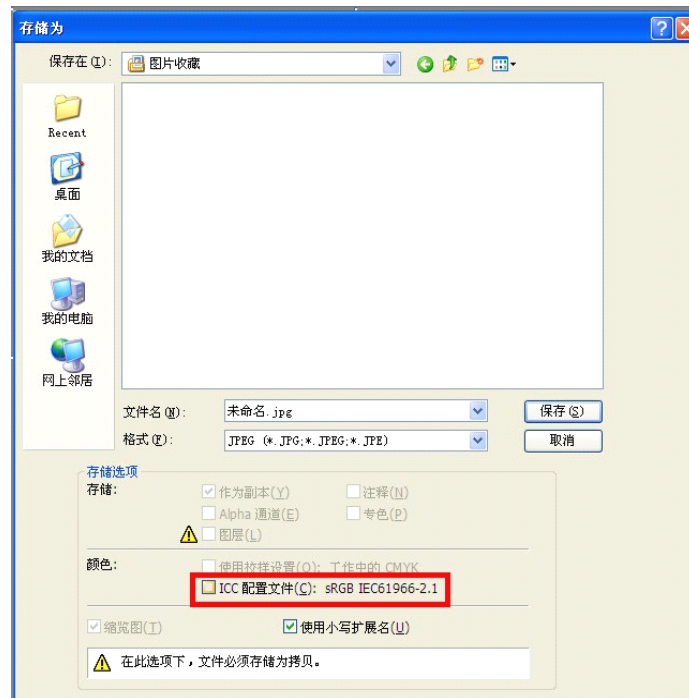 存储为
保存在(I):
图片收藏
Recent
桌面
我的文档
我的电脑
网上邻居
文件名(N):
未命名.jpg
保存(S)
格式(F):
JPEG (*.JPG;*.JPEG;*.JPE)
取消
存储选项
存储:
作为副本(Y)
注释(N)
Alpha 通道(E)
专色(P)
图层(L)
颜色:
使用校样设置(O): 工作中的 CMYK
ICC 配置文件(C): sRGB IEC61966-2.1
缩览图(T)
使用小写扩展名(U)
在此选项下，文件必须存储为拷贝。